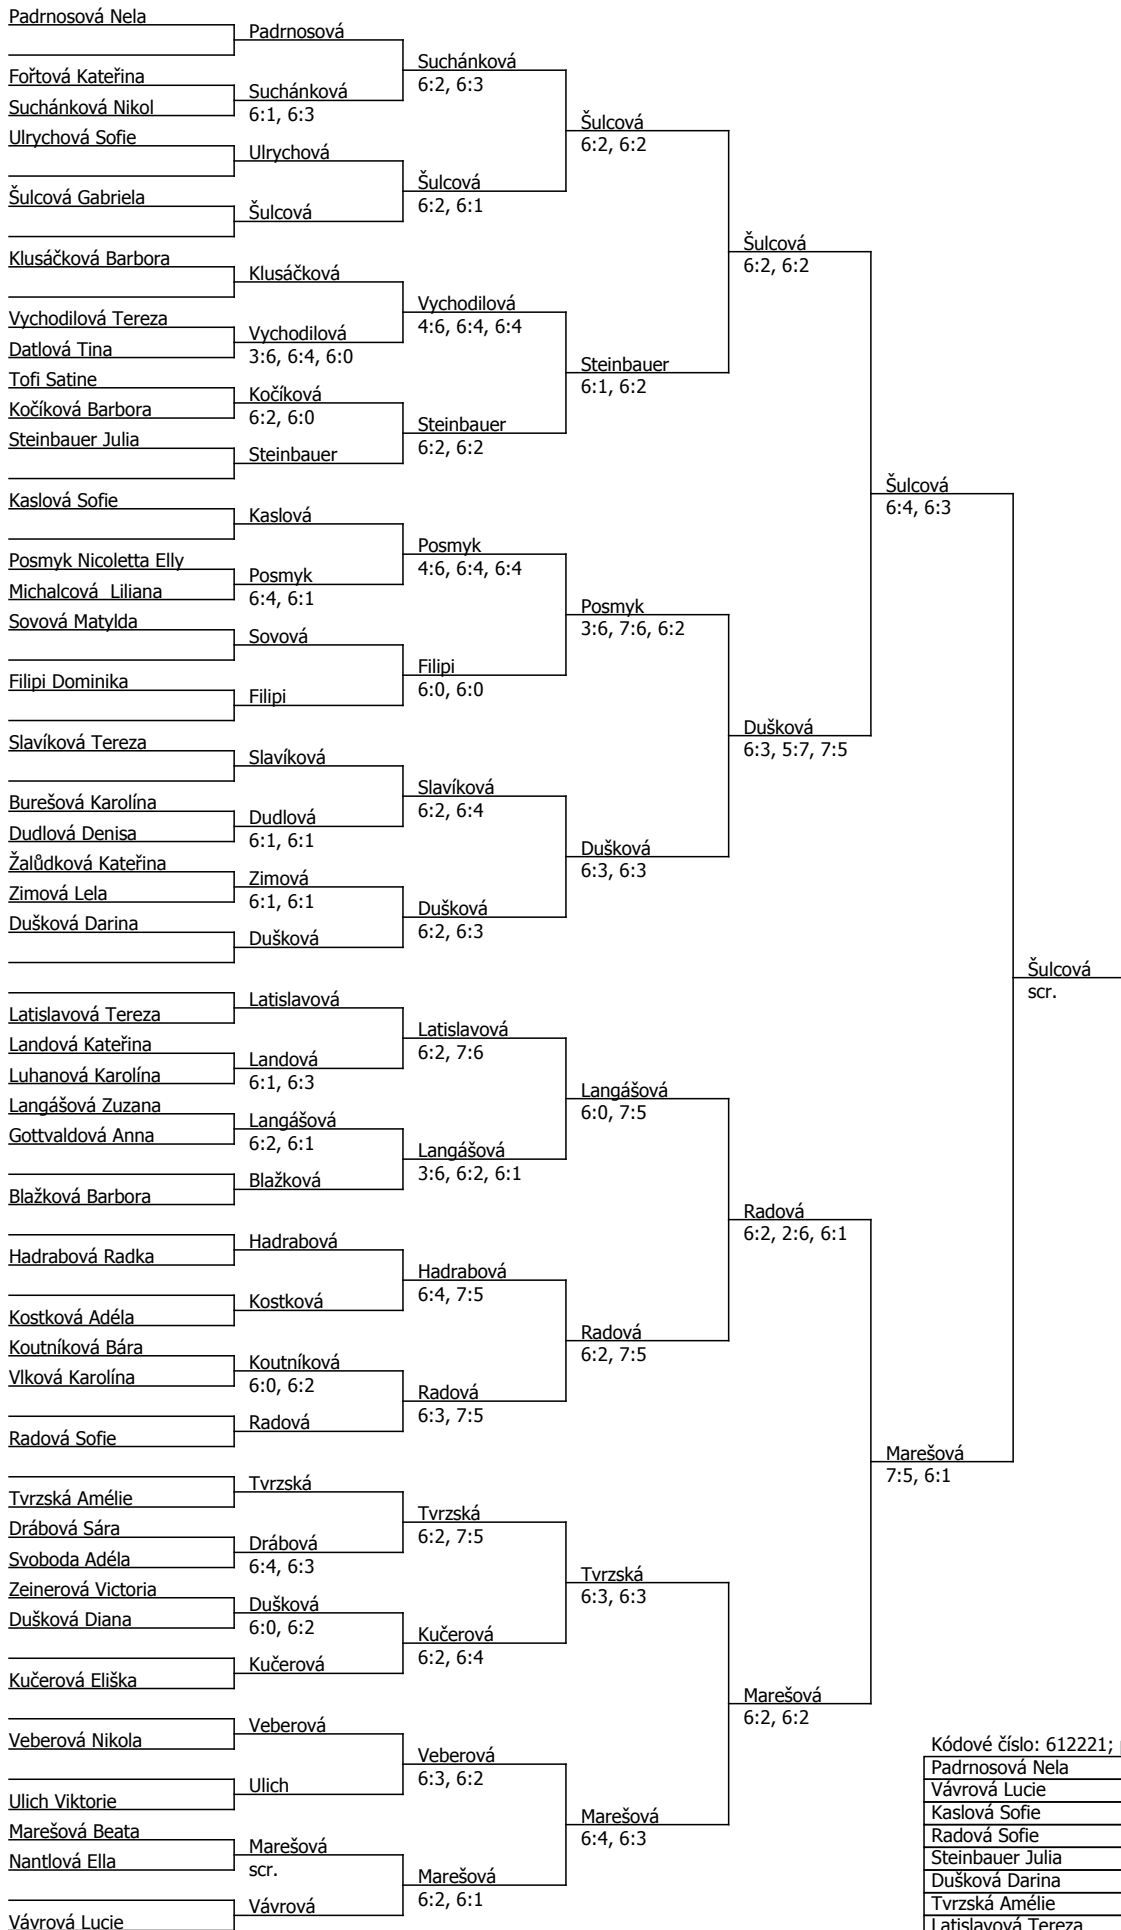 Padrnosová Nela
Padrnosová
Suchánková
6:2, 6:3
Fořtová Kateřina
Suchánková Nikol
Suchánková
6:1, 6:3
Šulcová
6:2, 6:2
Ulrychová Sofie
Ulrychová
Šulcová
6:2, 6:1
Šulcová Gabriela
Šulcová
Šulcová
6:2, 6:2
Klusáčková Barbora
Klusáčková
Vychodilová
4:6, 6:4, 6:4
Vychodilová Tereza
Datlová Tina
Vychodilová
3:6, 6:4, 6:0
Steinbauer
6:1, 6:2
Tofi Satine
Kočíková Barbora
Kočíková
6:2, 6:0
Steinbauer
6:2, 6:2
Steinbauer Julia
Steinbauer
Šulcová
6:4, 6:3
Kaslová Sofie
Kaslová
Posmyk
4:6, 6:4, 6:4
Posmyk Nicoletta Elly
Michalcová  Liliana
Posmyk
6:4, 6:1
Posmyk
3:6, 7:6, 6:2
Sovová Matylda
Sovová
Filipi
6:0, 6:0
Filipi Dominika
Filipi
Dušková
6:3, 5:7, 7:5
Slavíková Tereza
Slavíková
Slavíková
6:2, 6:4
Burešová Karolína
Dudlová Denisa
Dudlová
6:1, 6:1
Dušková
6:3, 6:3
Žalůdková Kateřina
Zimová Lela
Zimová
6:1, 6:1
Dušková
6:2, 6:3
Dušková Darina
Dušková
Šulcová
scr.
Latislavová Tereza
Latislavová
Latislavová
6:2, 7:6
Landová Kateřina
Luhanová Karolína
Landová
6:1, 6:3
Langášová
6:0, 7:5
Langášová Zuzana
Gottvaldová Anna
Langášová
6:2, 6:1
Langášová
3:6, 6:2, 6:1
Blažková Barbora
Blažková
Radová
6:2, 2:6, 6:1
Hadrabová Radka
Hadrabová
Hadrabová
6:4, 7:5
Kostková Adéla
Kostková
Radová
6:2, 7:5
Koutníková Bára
Vlková Karolína
Koutníková
6:0, 6:2
Radová
6:3, 7:5
Radová Sofie
Radová
Marešová
7:5, 6:1
Tvrzská Amélie
Tvrzská
Tvrzská
6:2, 7:5
Drábová Sára
Svoboda Adéla
Drábová
6:4, 6:3
Tvrzská
6:3, 6:3
Zeinerová Victoria
Dušková Diana
Dušková
6:0, 6:2
Kučerová
6:2, 6:4
Kučerová Eliška
Kučerová
Marešová
6:2, 6:2
Veberová Nikola
Veberová
Veberová
6:3, 6:2
Ulich Viktorie
Ulich
Marešová
6:4, 6:3
Marešová Beata
Nantlová Ella
Marešová
scr.
Marešová
6:2, 6:1
Vávrová Lucie
Vávrová
Kódové číslo: 612221;
Padrnosová Nela
Vávrová Lucie
Kaslová Sofie
Radová Sofie
Steinbauer Julia
Dušková Darina
Tvrzská Amélie
Latislavová Tereza